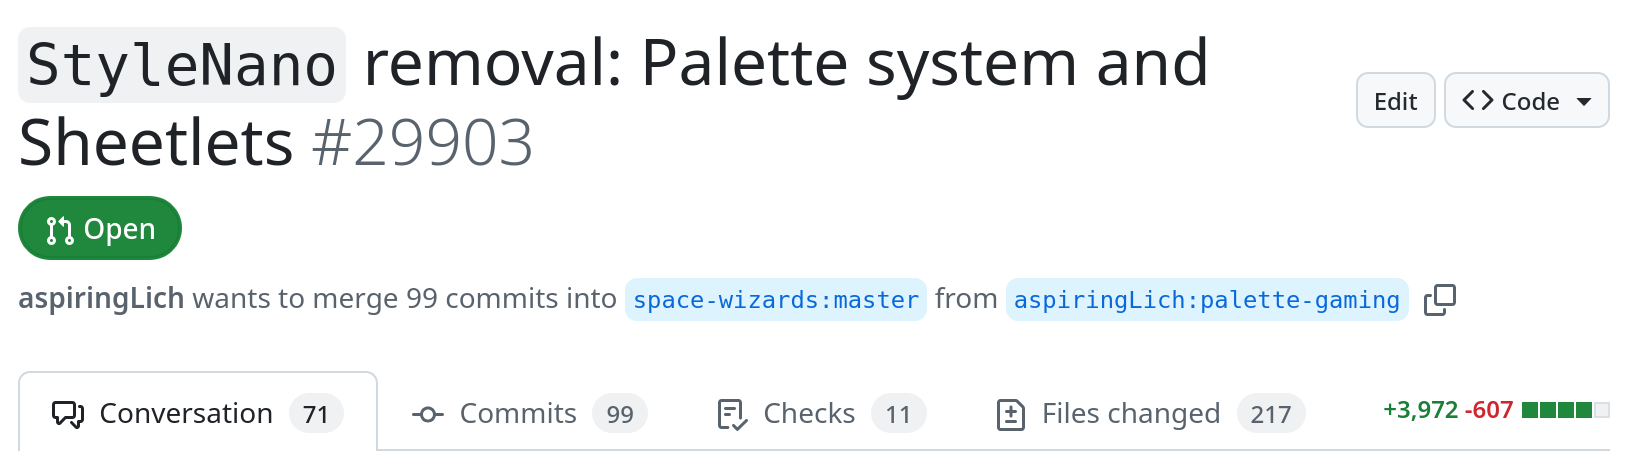 StyleNano removal: Palette system and
Sheetlets #29903
Edit
Code
Open
aspiringLich wants to merge 99 commits into space-wizards:master from aspiringLich:palette-gaming
Conversation 71
Commits 99
Checks 11
Files changed 217
+3,972 -607